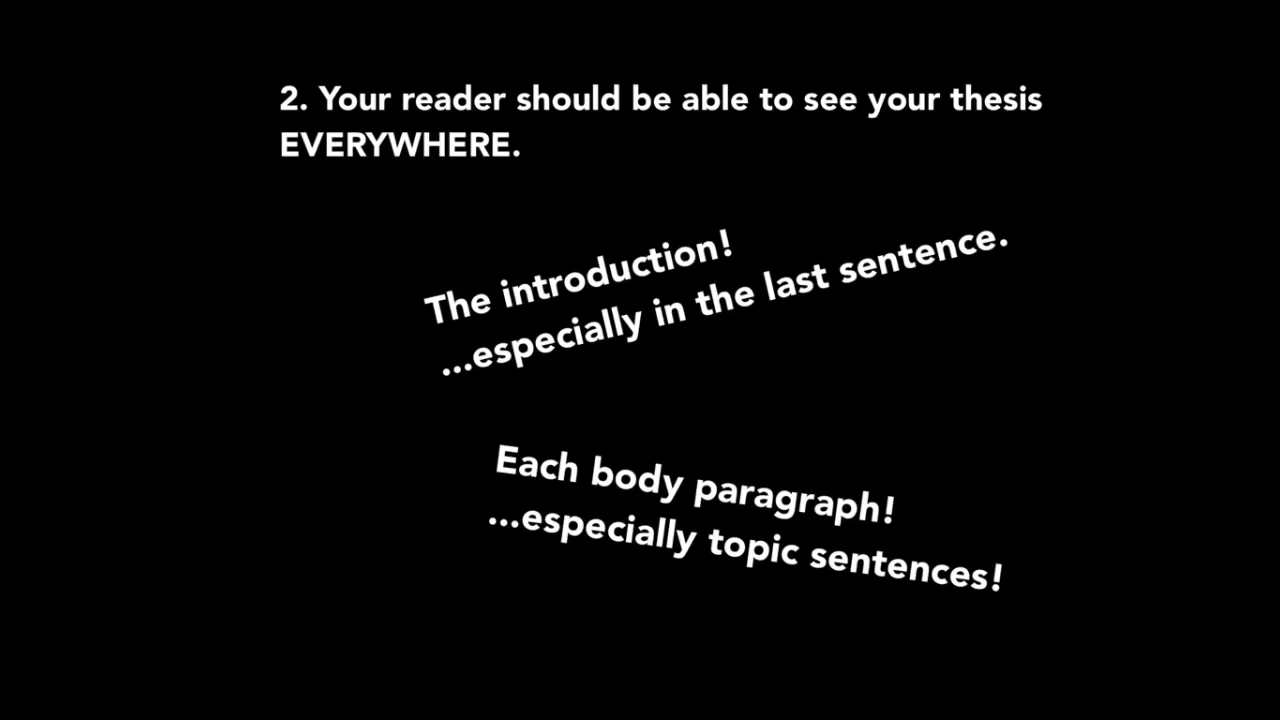 2. Your reader should be able to see your thesis
EVERYWHERE.
The introduction!
...especially in the last sentence.
Each body paragraph!
...especially topic sentences!